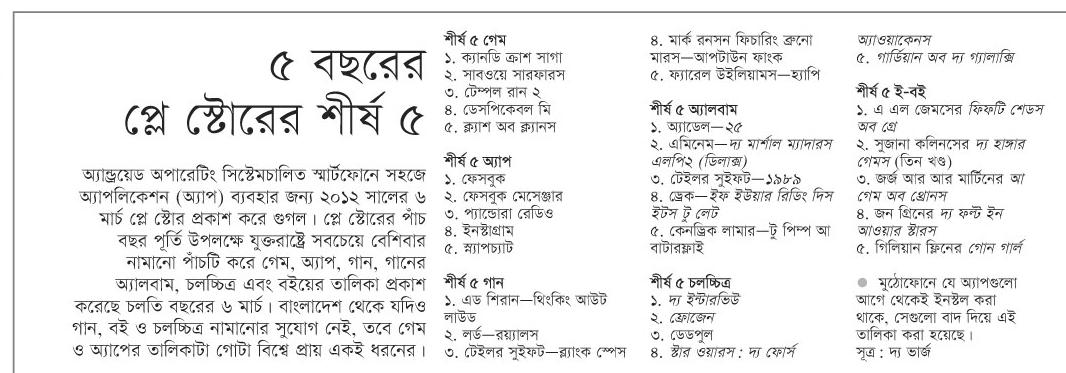 ৫ বছরের
প্লে স্টোরের শীর্ষ ৫
অ্যান্ড্রয়েড অপারেটিং সিস্টেমচালিত স্মার্টফোনে সহজে
অ্যাপলিকেশন (অ্যাপ) ব্যবহার জন্য ২০১২ সালের ৬
মার্চ প্লে স্টোর প্রকাশ করে গুগল। প্লে স্টোরের পাঁচ
বছর পূর্তি উপলক্ষে যুক্তরাষ্ট্রে সবচেয়ে বেশিবার
নামানো পাঁচটি করে গেম, অ্যাপ, গান, গানের
অ্যালবাম, চলচ্চিত্র এবং বইয়ের তালিকা প্রকাশ
করেছে চলতি বছরের ৬ মার্চ। বাংলাদেশ থেকে যদিও
গান, বই ও চলচ্চিত্র নামানোর সুযোগ নেই, তবে গেম
ও অ্যাপের তালিকাটা গোটা বিশ্বে প্রায় একই ধরনের।
শীর্ষ ৫ গেম
১. ক্যানডি ক্রাশ সাগা
২. সাবওয়ে সারফারস
৩. টেম্পল রান ২
৪. ডেসপিকেবল মি
৫. ক্ল্যাশ অব ক্ল্যানস
শীর্ষ ৫ অ্যাপ
১. ফেসবুক
২. ফেসবুক মেসেঞ্জার
৩. প্যান্ডোরা রেডিও
৪. ইনস্টাগ্রাম
৫. স্ন্যাপচ্যাট
শীর্ষ ৫ গান
১. এড শিরান—থিংকিং আউট
লাউড
২. লর্ড—রয়্যালস
৩. টেইলর সুইফট—ব্ল্যাংক স্পেস
৪. মার্ক রনসন ফিচারিং ব্রুনো
মারস—আপটাউন ফাংক
৫. ফ্যারেল উইলিয়ামস—হ্যাপি
শীর্ষ ৫ অ্যালবাম
১. অ্যাডেল—২৫
২. এমিনেম—দ্য মার্শাল ম্যাদারস
এলপি২ (ডিলাক্স)
৩. টেইলর সুইফট—১৯৮৯
৪. ড্রেক—ইফ ইউয়ার রিডিং দিস
ইটস টু লেট
৫. কেনড্রিক লামার—টু পিম্প আ
বাটারফ্লাই
শীর্ষ ৫ চলচ্চিত্র
১. দ্য ইন্টারভিউ
২. ফ্রোজেন
৩. ডেডপুল
৪. স্টার ওয়ারস : দ্য ফোর্স
অ্যাওয়াকেনস
৫. গার্ডিয়ান অব দ্য গ্যালাক্সি
শীর্ষ ৫ ই-বই
১. এ এল জেমসের ফিফটি শেডস
অব গ্রে
২. সুজানা কলিনসের দ্য হাঙ্গার
গেমস (তিন খণ্ড)
৩. জর্জ আর আর মার্টিনের আ
গেম অব থ্রোনস
৪. জন গ্রিনের দ্য ফল্ট ইন
আওয়ার স্টারস
৫. গিলিয়ান ফ্লিনের গোন গার্ল
● মুঠোফোনে যে অ্যাপগুলো
আগে থেকেই ইনস্টল করা
থাকে, সেগুলো বাদ দিয়ে এই
তালিকা করা হয়েছে।
সূত্র : দ্য ভার্জ